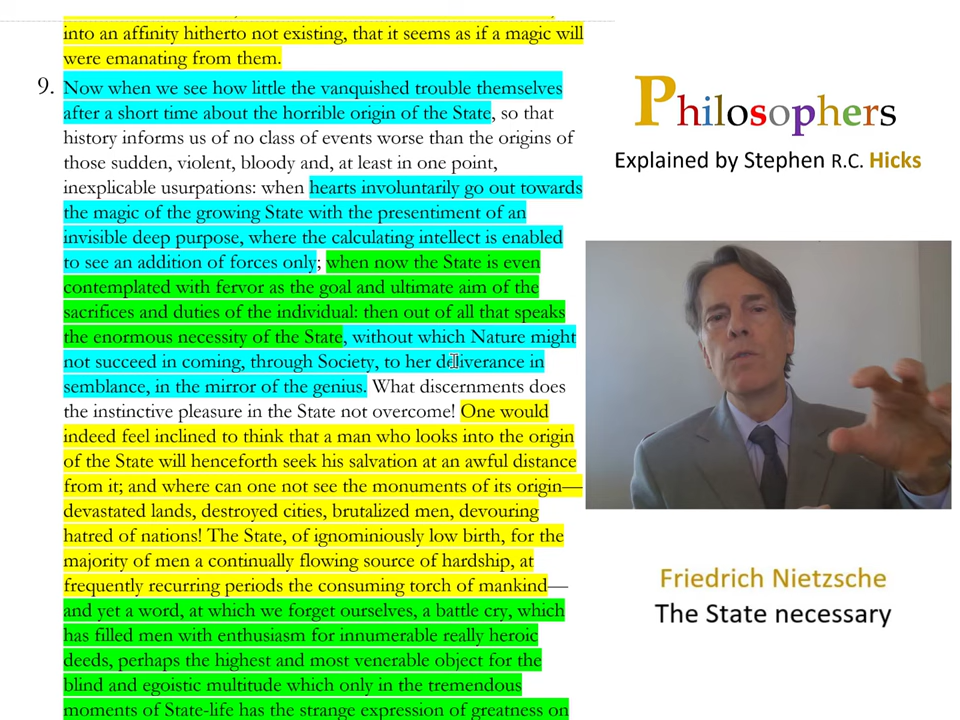 into an affinity hitherto not existing, that it seems as if a magic will
were emanating from them.
9. Now when we see how little the vanquished trouble themselves
after a short time about the horrible origin of the State, so that
history informs us of no class of events worse than the origins of
those sudden, violent, bloody and, at least in one point,
inexplicable usurpations: when hearts involuntarily go out towards
the magic of the growing State with the presentiment of an
invisible deep purpose, where the calculating intellect is enabled
to see an addition of forces only; when now the State is even
contemplated with fervor as the goal and ultimate aim of the
sacrifices and duties of the individual: then out of all that speaks
the enormous necessity of the State, without which Nature might
not succeed in coming, through Society, to her deliverance in
semblance, in the mirror of the genius. What discernments does
the instinctive pleasure in the State not overcome! One would
indeed feel inclined to think that a man who looks into the origin
of the State will henceforth seek his salvation at an awful distance
from it; and where can one not see the monuments of its origin—
devastated lands, destroyed cities, brutalized men, devouring
hatred of nations! The State, of ignominiously low birth, for the
majority of men a continually flowing source of hardship, at
frequently recurring periods the consuming torch of mankind—
and yet a word, at which we forget ourselves, a battle cry, which
has filled men with enthusiasm for innumerable really heroic
deeds, perhaps the highest and most venerable object for the
blind and egoistic multitude which only in the tremendous
moments of State-life has the strange expression of greatness on
Philosophers
Explained by Stephen R.C. Hicks
Friedrich Nietzsche
The State necessary